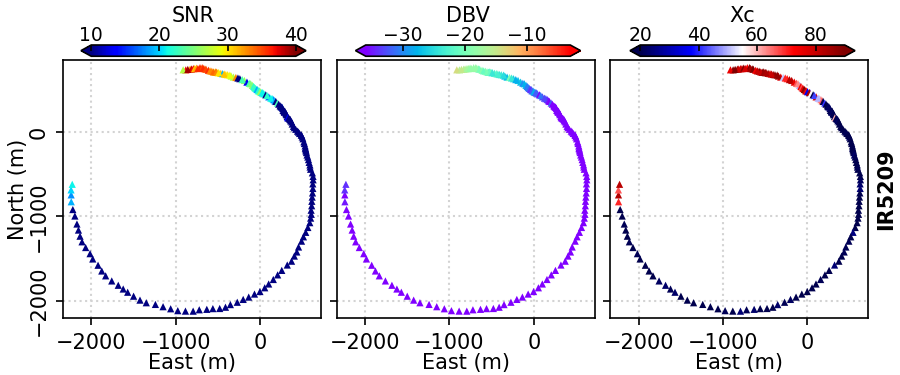 SNR DBV Xc
10 20 30 40 −30 −20 −10 20 40 60 80
North (m)
0
−1000
−2000
IR5209
−2000 −1000 0 −2000 −1000 0 −2000 −1000 0
East (m) East (m) East (m)